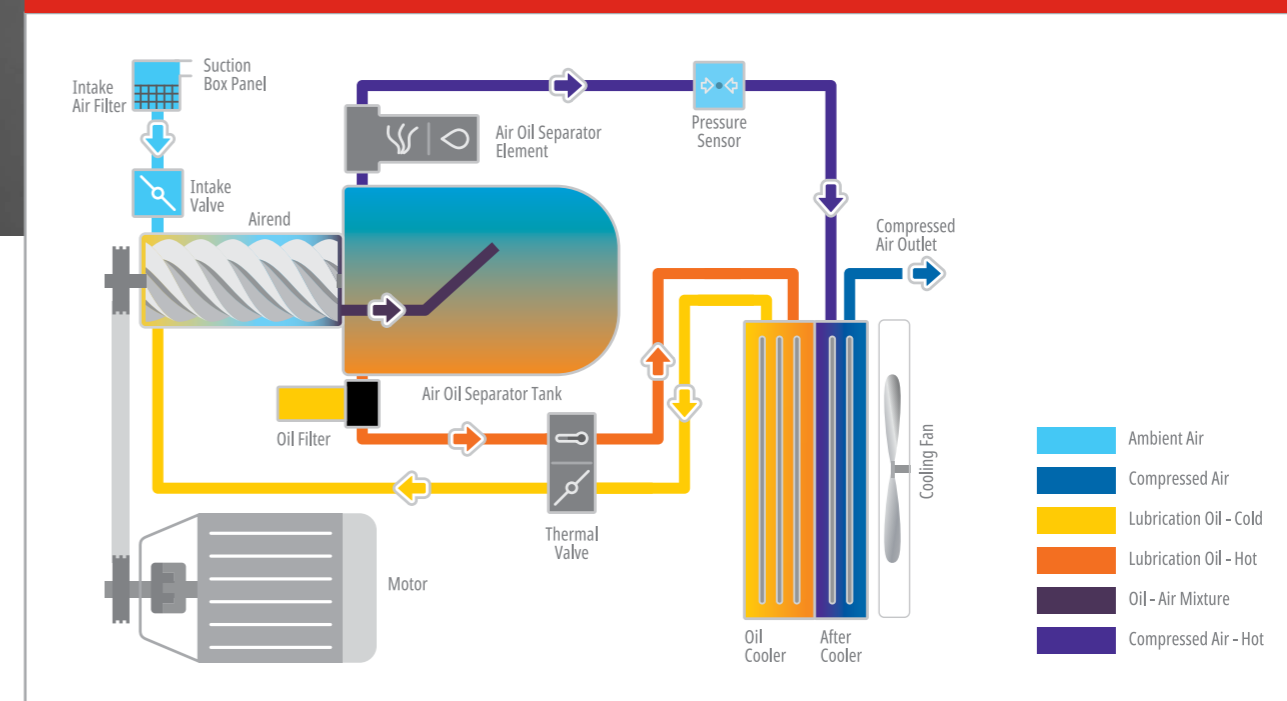 Suction
Box Panel
Intake
Air Filter
Pressure
Sensor
Air Oil Separator
Element
Intake
Valve
Airend
Compressed
Air Outlet
Air Oil Separator Tank
Oil Filter
Cooling Fan
Thermal
Valve
Motor
Oil
Cooler
After
Cooler
Ambient Air
Compressed Air
Lubrication Oil - Cold
Lubrication Oil - Hot
Oil - Air Mixture
Compressed Air - Hot